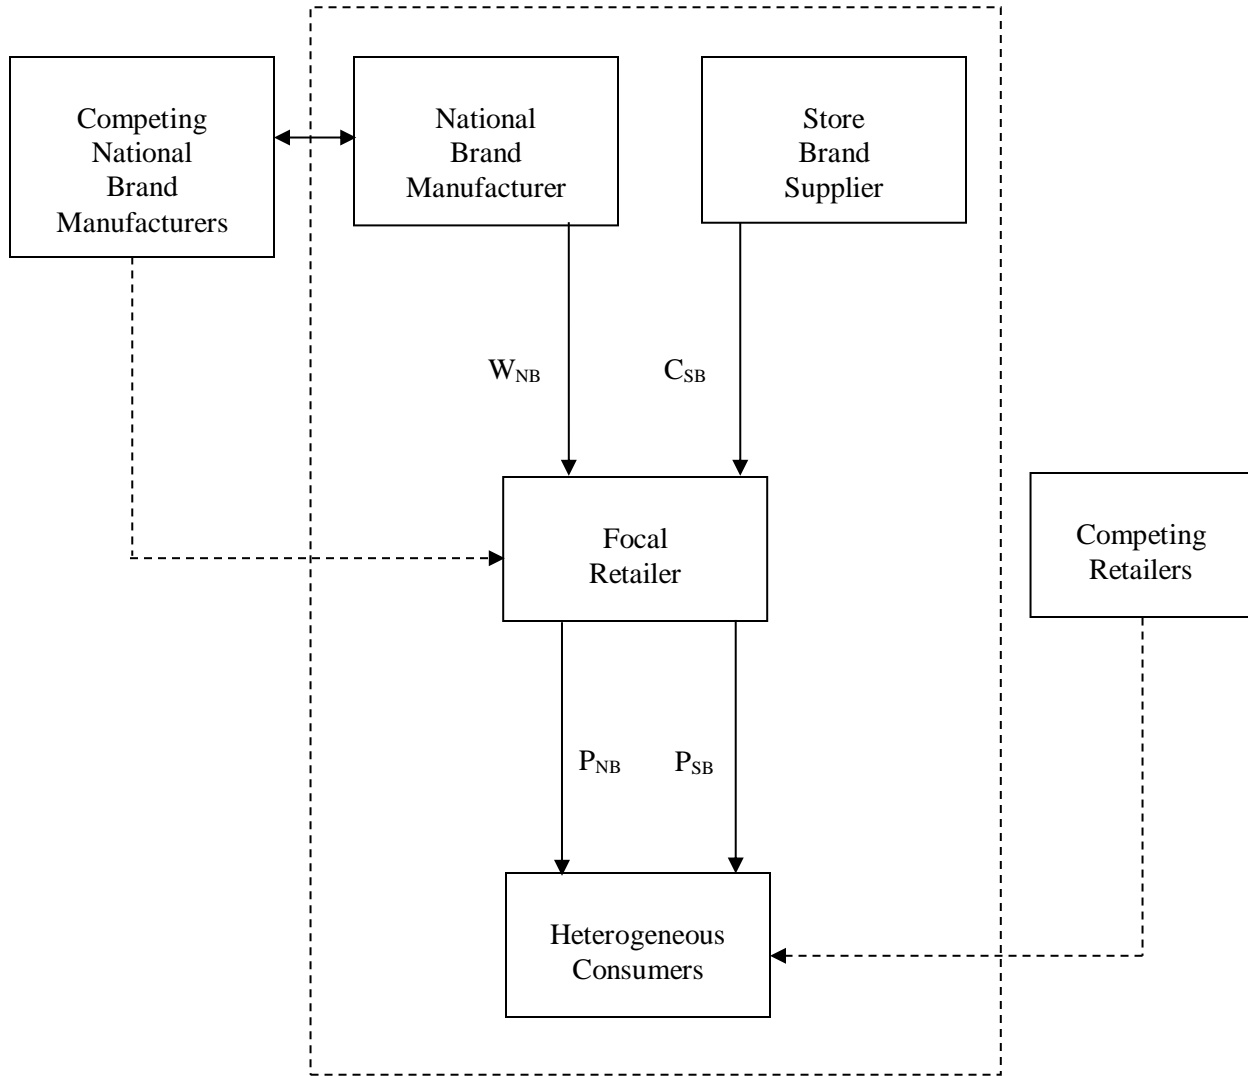 Competing
National
Brand
Manufacturers
National
Brand
Manufacturer
Store
Brand
Supplier
W_NB
C_SB
Focal
Retailer
Competing
Retailers
P_NB
P_SB
Heterogeneous
Consumers